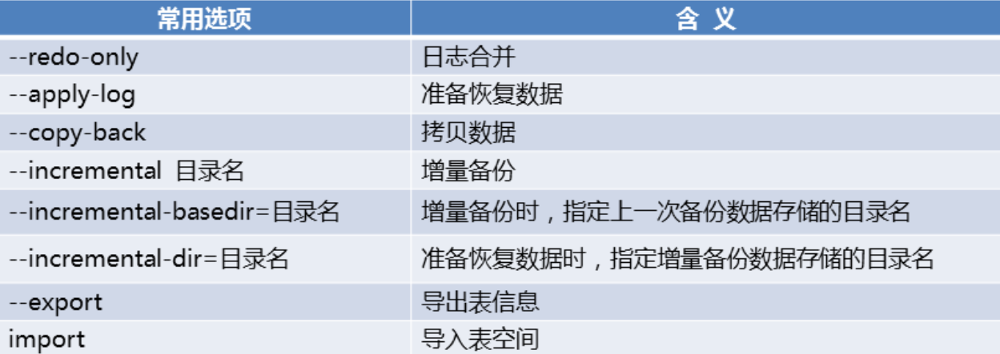 常用选项 含 义
--redo-only 日志合并
--apply-log 准备恢复数据
--copy-back 拷贝数据
--incremental 目录名 增量备份
--incremental-basedir=目录名 增量备份时，指定上一次备份数据存储的目录名
--incremental-dir=目录名 准备恢复数据时，指定增量备份数据存储的目录名
--export 导出表信息
import 导入表空间